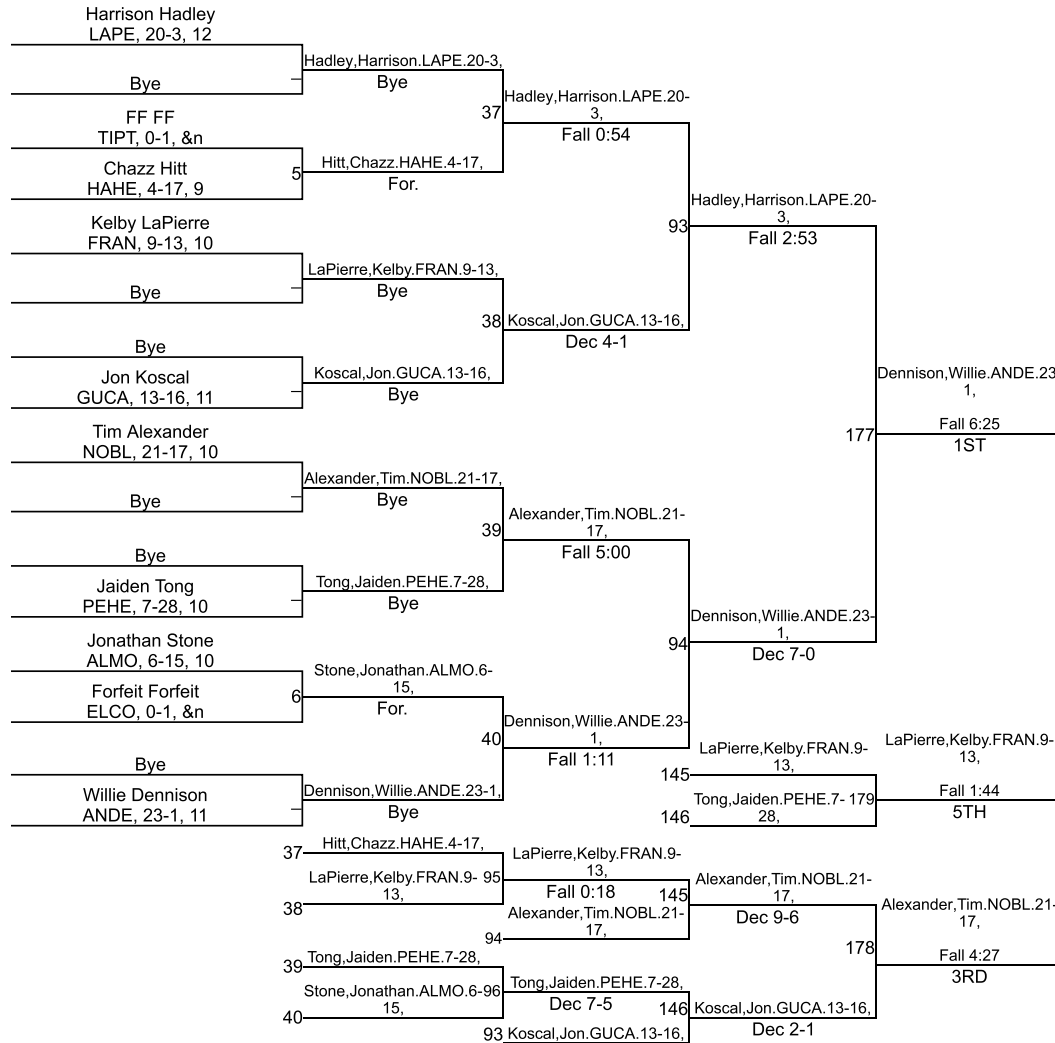 Harrison Hadley
LAPE, 20-3, 12
Bye
Hadley,Harrison.LAPE.20-3,
Bye
FF FF
TIPT, 0-1, &n
Chazz Hitt
HAHE, 4-17, 9
5
Hitt,Chazz.HAHE.4-17,
For.
37
Hadley,Harrison.LAPE.20-
3,
Fall 0:54
Kelby LaPierre
FRAN, 9-13, 10
Bye
LaPierre,Kelby.FRAN.9-13,
Bye
Bye
Jon Koscal
GUCA, 13-16, 11
Koscal,Jon.GUCA.13-16,
Bye
38
Koscal,Jon.GUCA.13-16,
Dec 4-1
93
Hadley,Harrison.LAPE.20-
3,
Fall 2:53
Tim Alexander
NOBL, 21-17, 10
Bye
Alexander,Tim.NOBL.21-17,
Bye
Bye
Jaiden Tong
PEHE, 7-28, 10
Tong,Jaiden.PEHE.7-28,
Bye
39
Alexander,Tim.NOBL.21-
17,
Fall 5:00
Jonathan Stone
ALMO, 6-15, 10
Forfeit Forfeit
ELCO, 0-1, &n
6
Stone,Jonathan.ALMO.6-
15,
For.
Bye
Willie Dennison
ANDE, 23-1, 11
Dennison,Willie.ANDE.23-1,
Bye
40
Dennison,Willie.ANDE.23-
1,
Fall 1:11
94
Dennison,Willie.ANDE.23-
1,
Dec 7-0
177
Dennison,Willie.ANDE.23
1,
Fall 6:25
1ST
145
LaPierre,Kelby.FRAN.9-
13,
146
Tong,Jaiden.PEHE.7-
28,
179
LaPierre,Kelby.FRAN.9-
13,
Fall 1:44
5TH
37
Hitt,Chazz.HAHE.4-17,
38
LaPierre,Kelby.FRAN.9-
13,
95
LaPierre,Kelby.FRAN.9-
13,
Fall 0:18
94
Alexander,Tim.NOBL.21-
17,
145
Alexander,Tim.NOBL.21-
17,
Dec 9-6
39
Tong,Jaiden.PEHE.7-28,
40
Stone,Jonathan.ALMO.6-
15,
96
Tong,Jaiden.PEHE.7-28,
Dec 7-5
93
Koscal,Jon.GUCA.13-16,
146
Koscal,Jon.GUCA.13-16,
Dec 2-1
178
Alexander,Tim.NOBL.21-
17,
Fall 4:27
3RD